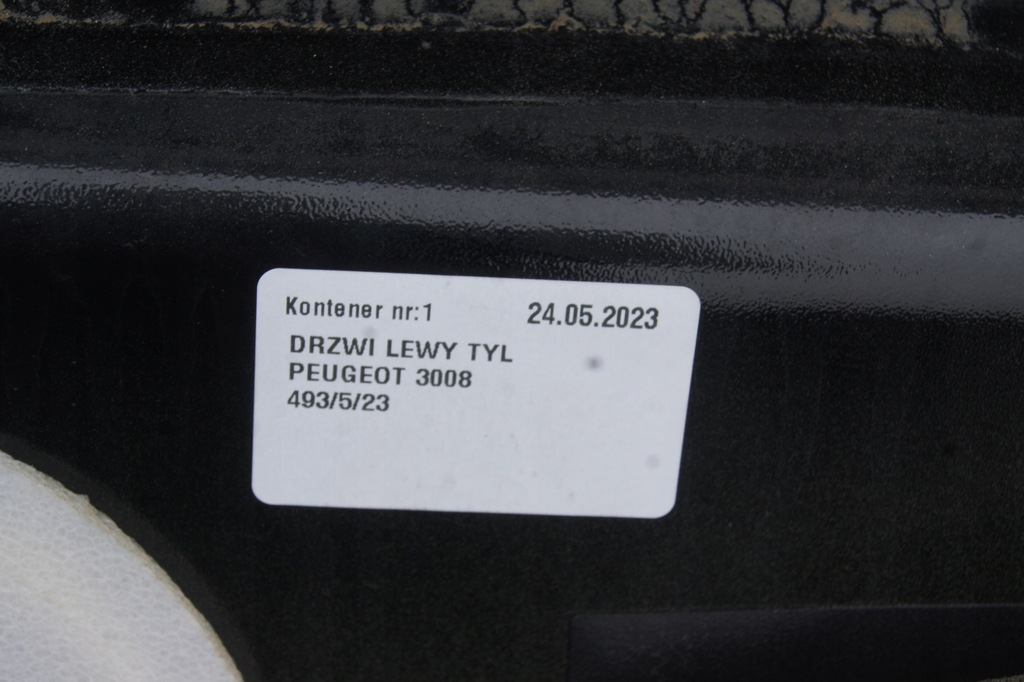 Kontener nr:1 24.05.2023
DRZWI LEWY TYL
PEUGEOT 3008
493/5/23